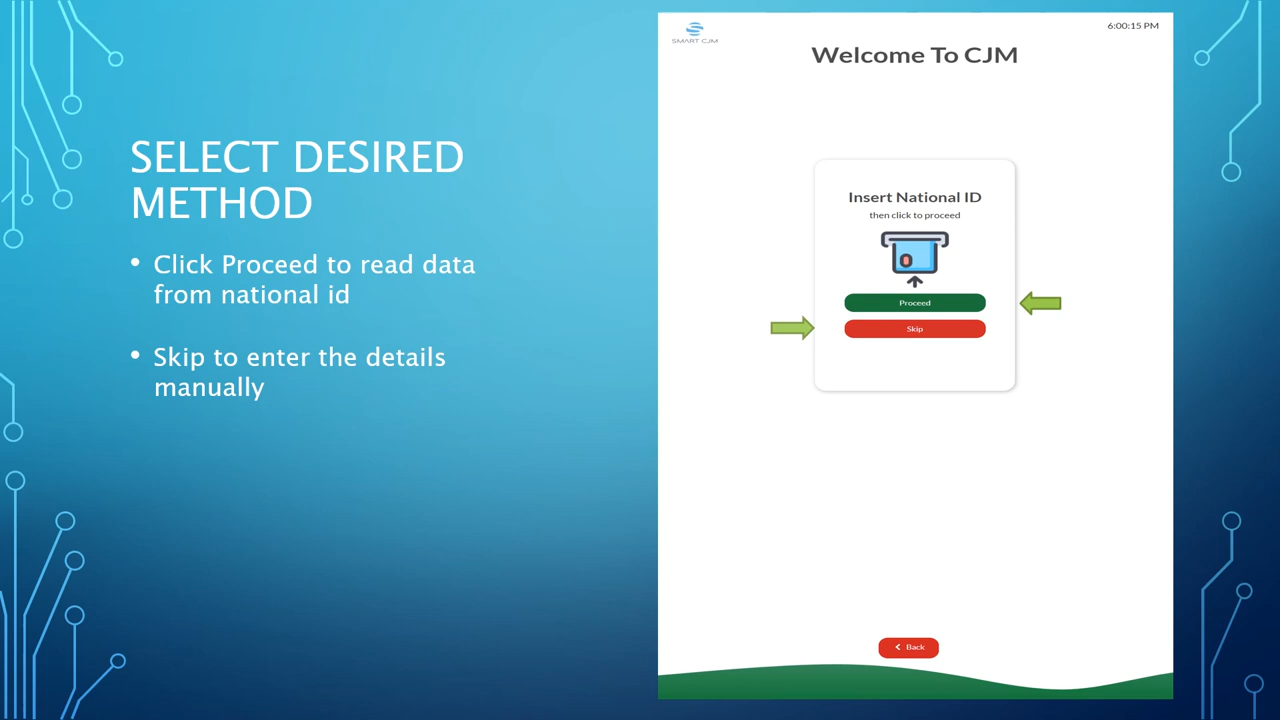 SELECT DESIRED
METHOD
• Click Proceed to read data
from national id
• Skip to enter the details
manually
SMART CJM
6:00:15 PM
Welcome To CJM
Insert National ID
then click to proceed
Proceed
Skip
Back